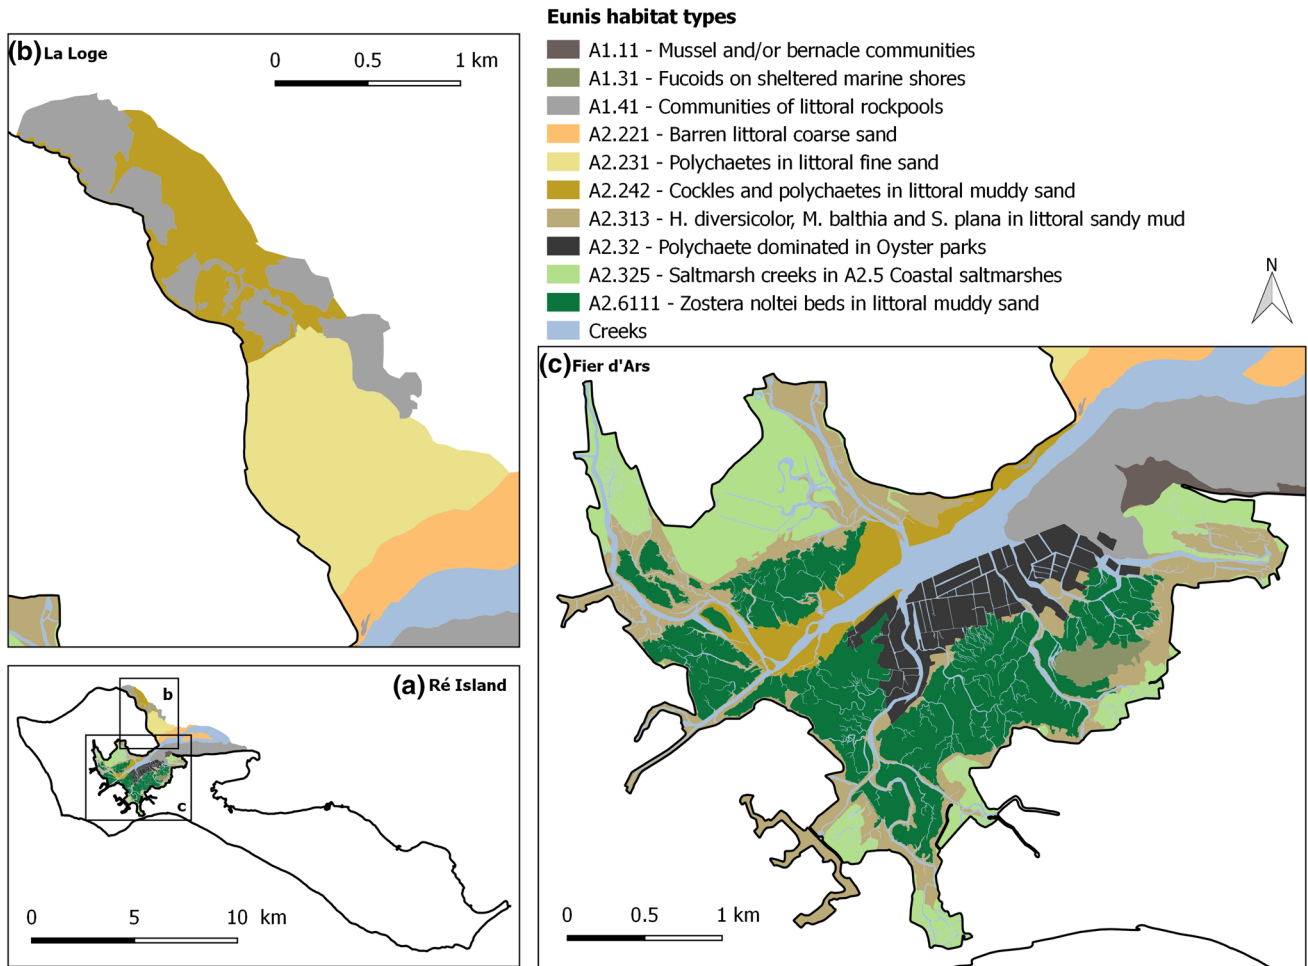 Eunis habitat types
A1.11 - Mussel and/or bernacle communities
A1.31 - Fucoids on sheltered marine shores
A1.41 - Communities of littoral rockpools
A2.221 - Barren littoral coarse sand
A2.231 - Polychaetes in littoral fine sand
A2.242 - Cockles and polychaetes in littoral muddy sand
A2.313 - H. diversicolor, M. balthia and S. plana in littoral sandy mud
A2.32 - Polychaete dominated in Oyster parks
A2.325 - Saltmarsh creeks in A2.5 Coastal saltmarshes
A2.6111 - Zostera noltei beds in littoral muddy sand
Creeks
N
(b) La Loge
0 0.5 1 km
(c) Fier d'Ars
0 0.5 1 km
(a) Ré Island
b
c
0 5 10 km